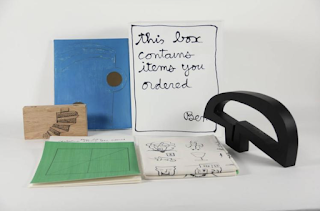 this box
contains
items you
ordered
Ben